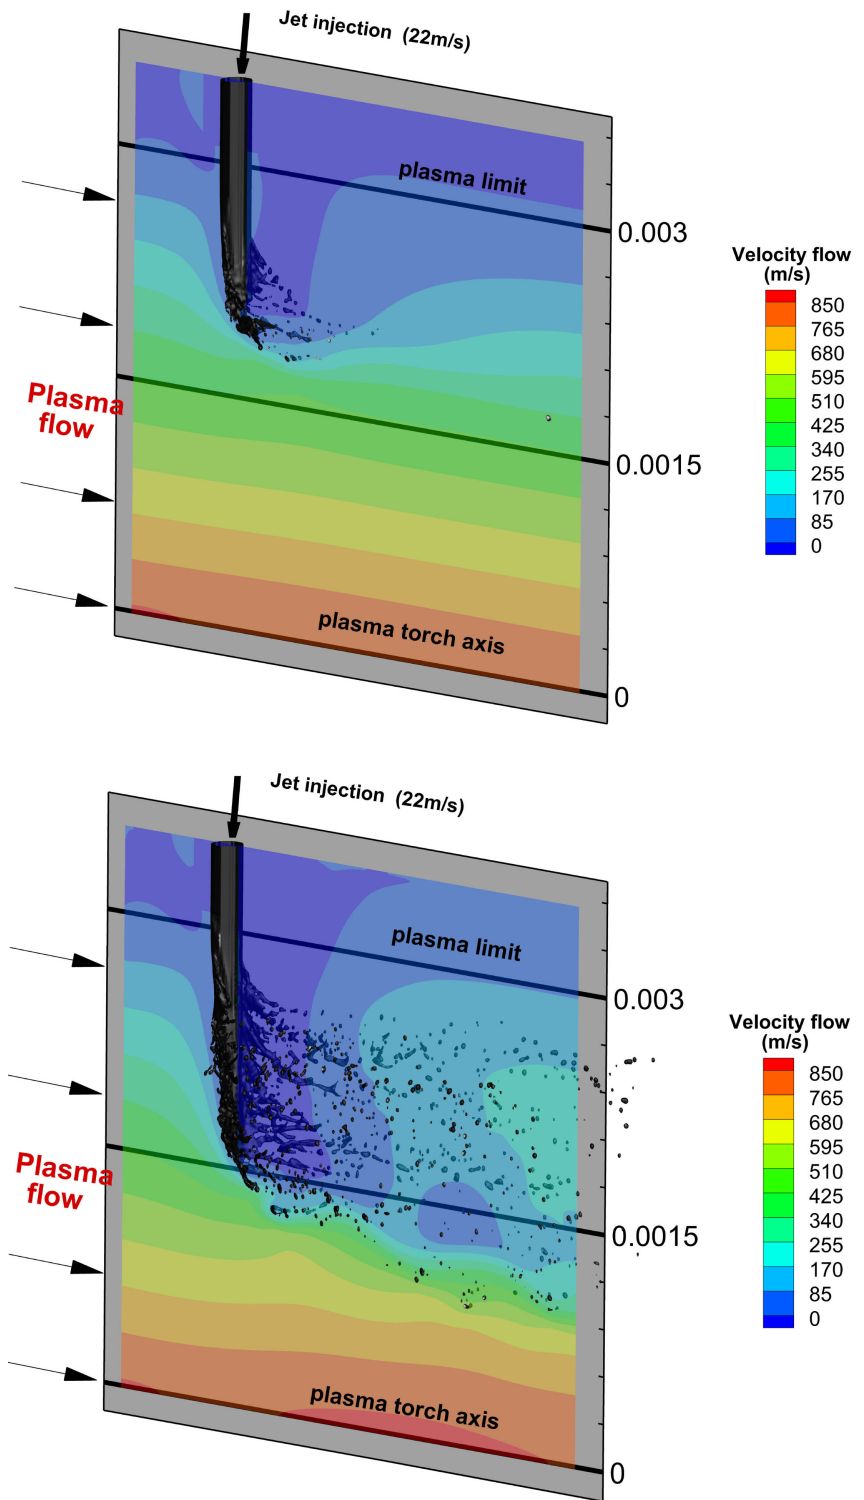 Jet injection (22m/s)
plasma limit
0.003
Velocity flow
(m/s)
850
765
680
595
510
425
340
255
170
85
0
Plasma
flow
0.0015
plasma torch axis
0
Jet injection (22m/s)
plasma limit
0.003
Velocity flow
(m/s)
850
765
680
595
510
425
340
255
170
85
0
Plasma
flow
0.0015
plasma torch axis
0